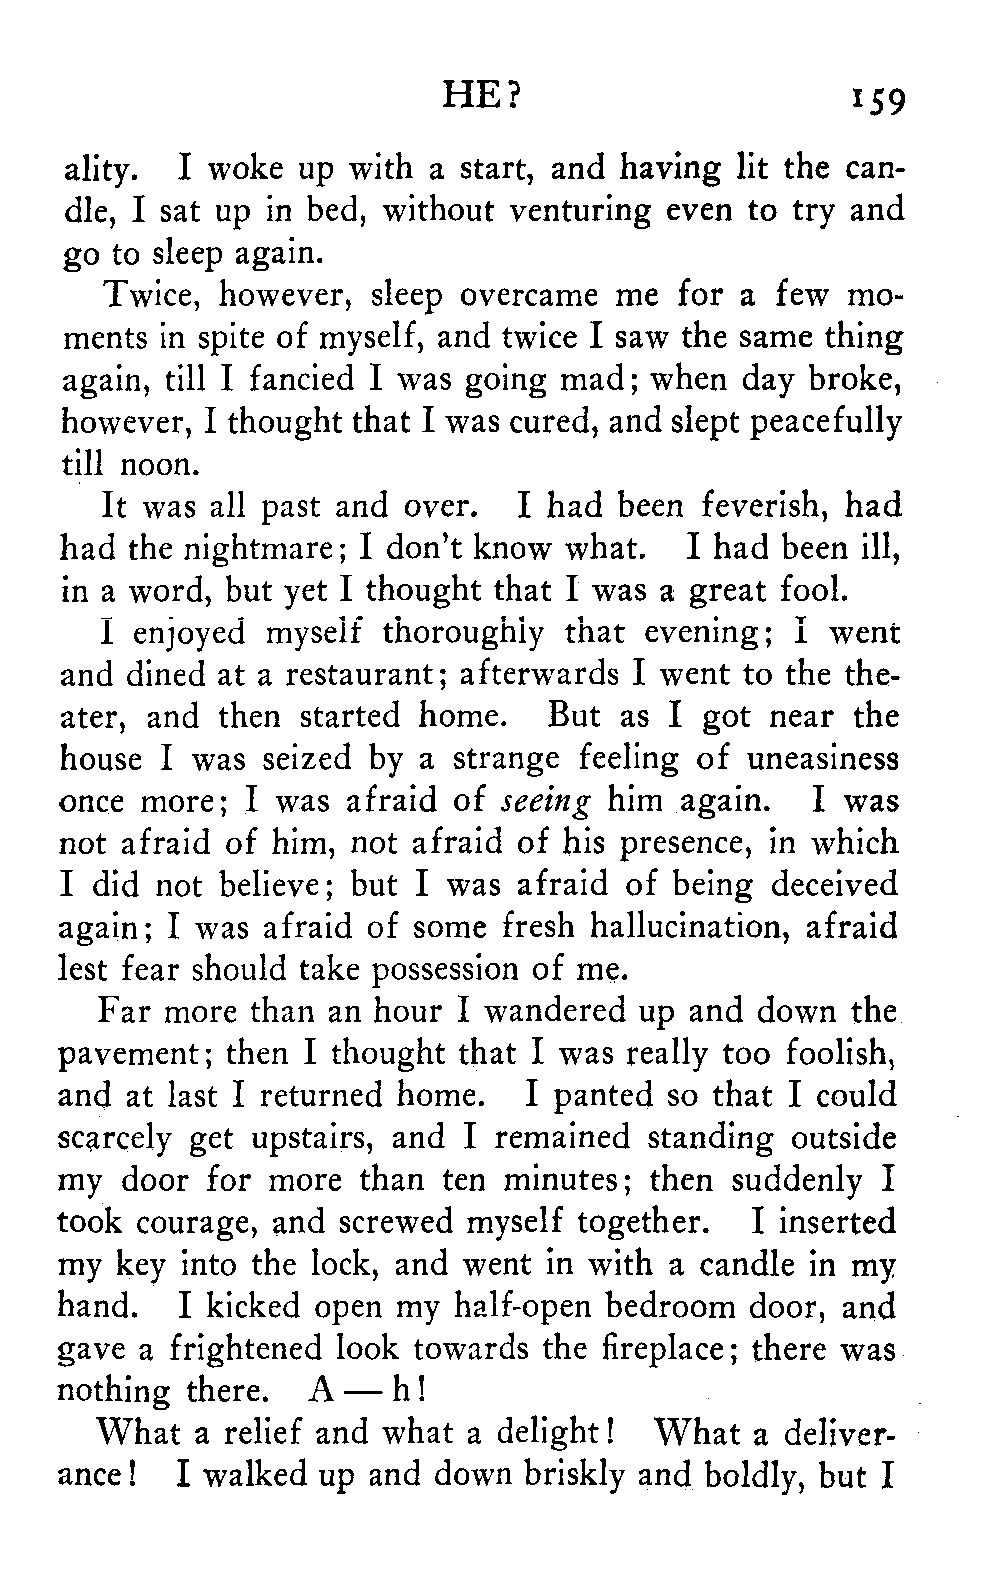 HE? 159
ality. I woke up with a start, and having lit the can-
dle, I sat up in bed, without venturing even to try and
go to sleep again.
Twice, however, sleep overcame me for a few mo-
ments in spite of myself, and twice I saw the same thing
again, till I fancied I was going mad; when day broke,
however, I thought that I was cured, and slept peacefully
till noon.
It was all past and over. I had been feverish, had
had the nightmare; I don't know what. I had been ill,
in a word, but yet I thought that I was a great fool.
I enjoyed myself thoroughly that evening; I went
and dined at a restaurant; afterwards I went to the the-
ater, and then started home. But as I got near the
house I was seized by a strange feeling of uneasiness
once more; I was afraid of seeing him again. I was
not afraid of him, not afraid of his presence, in which
I did not believe; but I was afraid of being deceived
again; I was afraid of some fresh hallucination, afraid
lest fear should take possession of me.
Far more than an hour I wandered up and down the
pavement; then I thought that I was really too foolish,
and at last I returned home. I panted so that I could
scarcely get upstairs, and I remained standing outside
my door for more than ten minutes; then suddenly I
took courage, and screwed myself together. I inserted
my key into the lock, and went in with a candle in my
hand. I kicked open my half-open bedroom door, and
gave a frightened look towards the fireplace; there was
nothing there. A — h!
What a relief and what a delight! What a deliver-
ance! I walked up and down briskly and boldly, but I